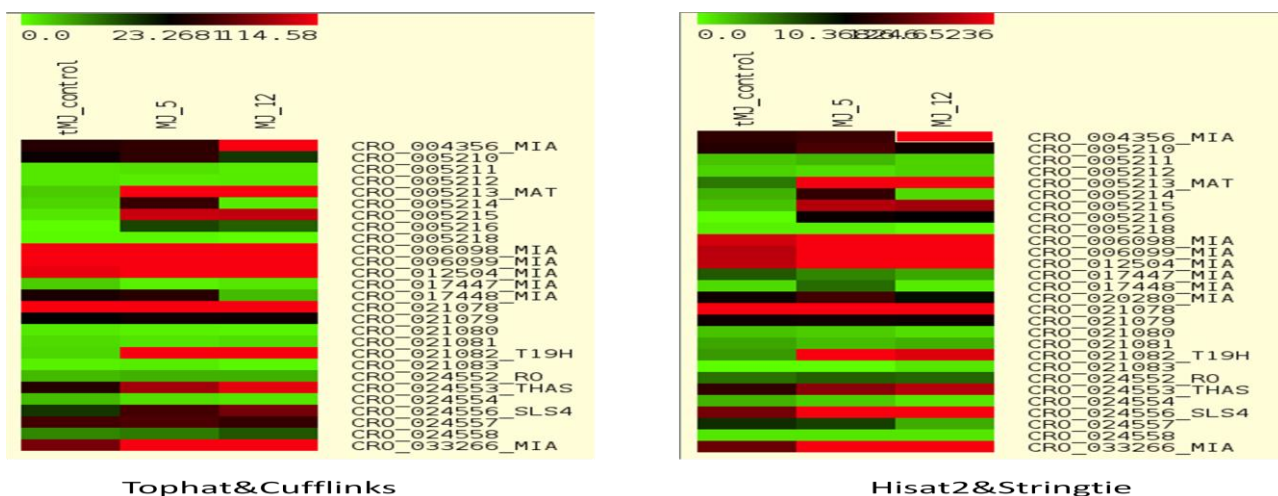 0.0 23.2681 114.58
tMJ_control
MJ_5
MJ_12
CRO_004356_MIA
CRO_005210
CRO_005211
CRO_005212
CRO_005213_MAT
CRO_005214
CRO_005215
CRO_005216
CRO_005218
CRO_006098_MIA
CRO_006099_MIA
CRO_012504_MIA
CRO_017447_MIA
CRO_017448_MIA
CRO_021078
CRO_021079
CRO_021080
CRO_021081
CRO_021082_T19H
CRO_021083
CRO_024552_RO
CRO_024553_THAS
CRO_024554
CRO_024556_SLS4
CRO_024557
CRO_024558
CRO_033266_MIA
Tophat&Cufflinks
0.0
tMJ_control
MJ_5
MJ_12
CRO_004356_MIA
CRO_005210
CRO_005211
CRO_005212
CRO_005213_MAT
CRO_005214
CRO_005215
CRO_005216
CRO_005218
CRO_006098_MIA
CRO_006099_MIA
CRO_012504_MIA
CRO_017447_MIA
CRO_017448_MIA
CRO_020280_MIA
CRO_021078
CRO_021079
CRO_021080
CRO_021081
CRO_021082_T19H
CRO_021083
CRO_024552_RO
CRO_024553_THAS
CRO_024554
CRO_024556_SLS4
CRO_024557
CRO_024558
CRO_033266_MIA
Hisat2&Stringtie